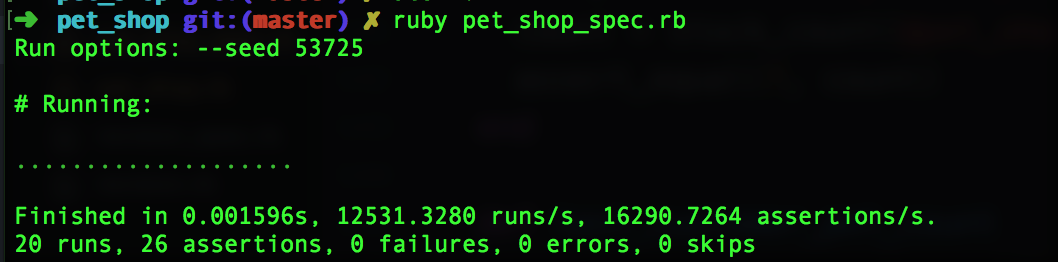 ➜ pet_shop git:(master) ✗ ruby pet_shop_spec.rb
Run options: --seed 53725
# Running:
....................
Finished in 0.001596s, 12531.3280 runs/s, 16290.7264 assertions/s.
20 runs, 26 assertions, 0 failures, 0 errors, 0 skips